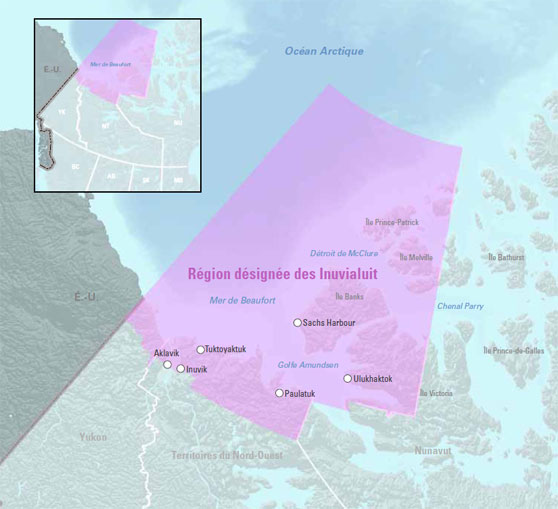 Océan Arctique
É.-U.
Mer de Beaufort
YK
NT
NU
BC
AB
SK
MB
Île Prince-Patrick
Détroit de McClure
Île Melville
Île Bathurst
Région désignée des Inuvialuit
É.-U.
Mer de Beaufort
Île Banks
Chenal Parry
Sachs Harbour
Aklavik
Tuktoyaktuk
Île Prince-de-Galles
Inuvik
Golfe Amundsen
Ulukhaktok
Paulatuk
Île Victoria
Yukon
Territoires du Nord-Ouest
Nunavut